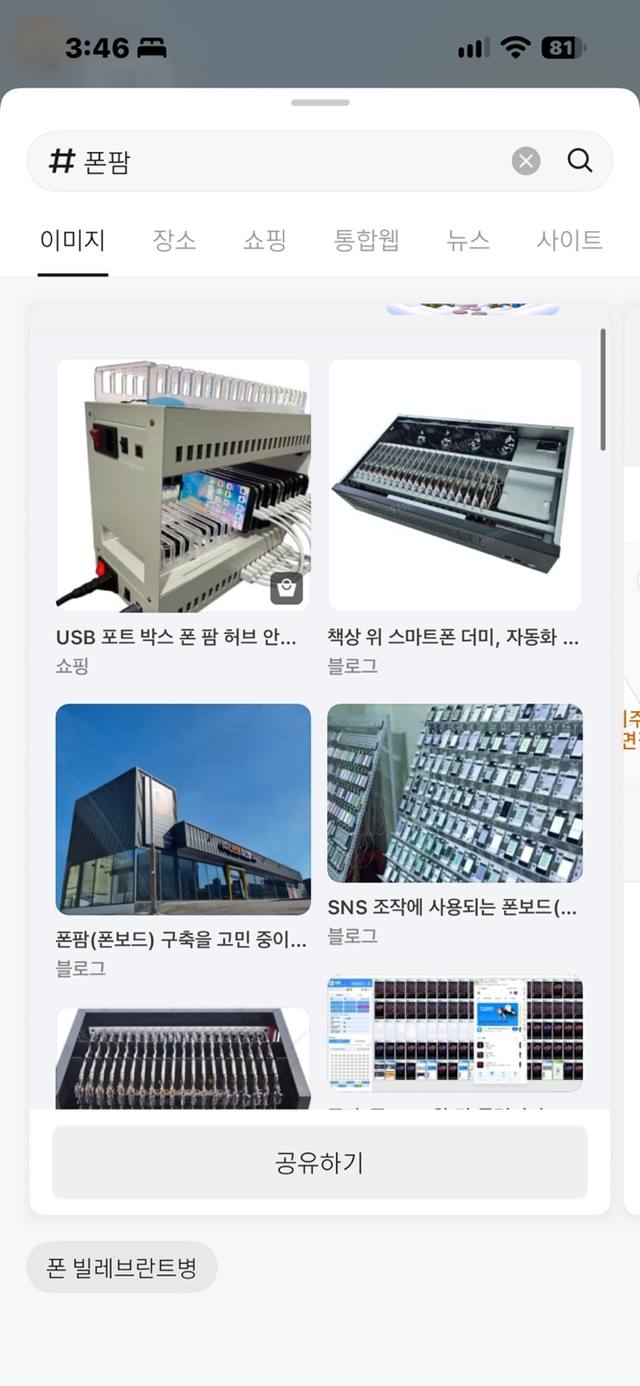 3:46
81
# 폰팜
이미지 장소 쇼핑 통합웹 뉴스 사이트
USB 포트 박스 폰 팜 허브 안...
쇼핑
책상 위 스마트폰 더미, 자동화 ...
블로그
폰팜(폰보드) 구축을 고민 중이...
블로그
SNS 조작에 사용되는 폰보드(...
블로그
공유하기
폰 빌레브란트병